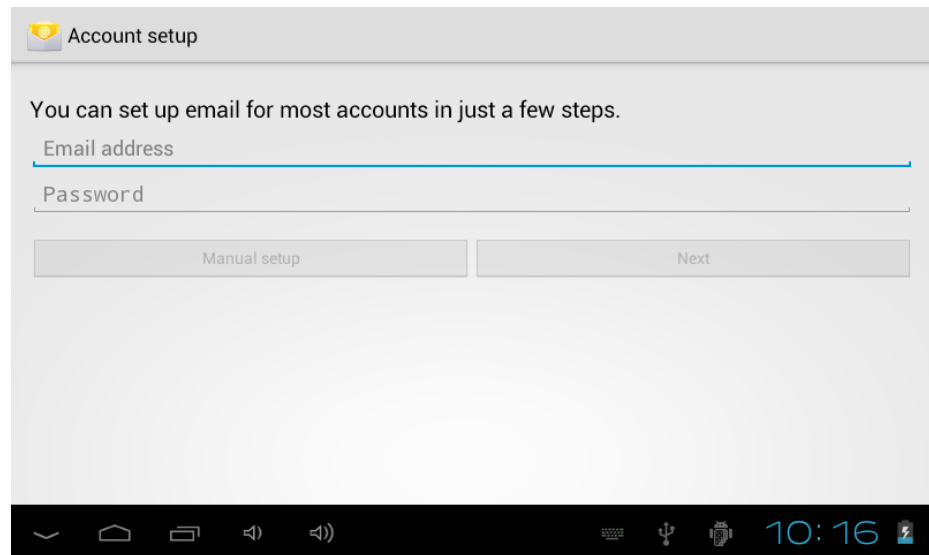 Account setup
You can set up email for most accounts in just a few steps.
Email address
Password
Manual setup Next
10:16